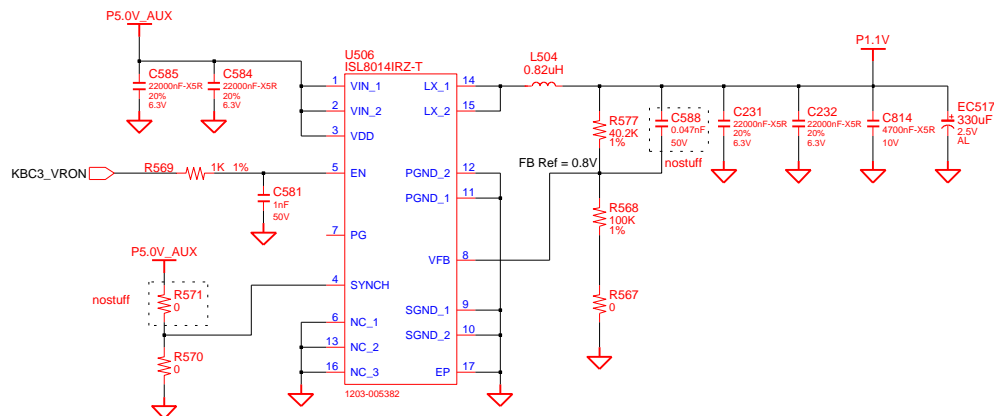 P5.0V_AUX
P1.1V
U506
ISL8014IRZ-T
L504
0.82uH
C585
22000nF-X5R
20%
6.3V
C584
22000nF-X5R
20%
6.3V
1 VIN_1
2 VIN_2
3 VDD
LX_1 14
LX_2 15
R577
40.2K
1%
C588
0.047nF
50V
nostuff
C231
22000nF-X5R
20%
6.3V
C232
22000nF-X5R
20%
6.3V
C814
4700nF-X5R
10V
EC517
330uF
2.5V
AL
FB Ref = 0.8V
KBC3_VRON
R569 1K 1%
5 EN
PGND_2 12
PGND_1 11
C581
1nF
50V
R568
100K
1%
7 PG
P5.0V_AUX
VFB 8
4 SYNCH
nostuff
R571
0
R567
0
SGND_1 9
6 NC_1
SGND_2 10
13 NC_2
R570
0
16 NC_3
EP 17
1203-005382